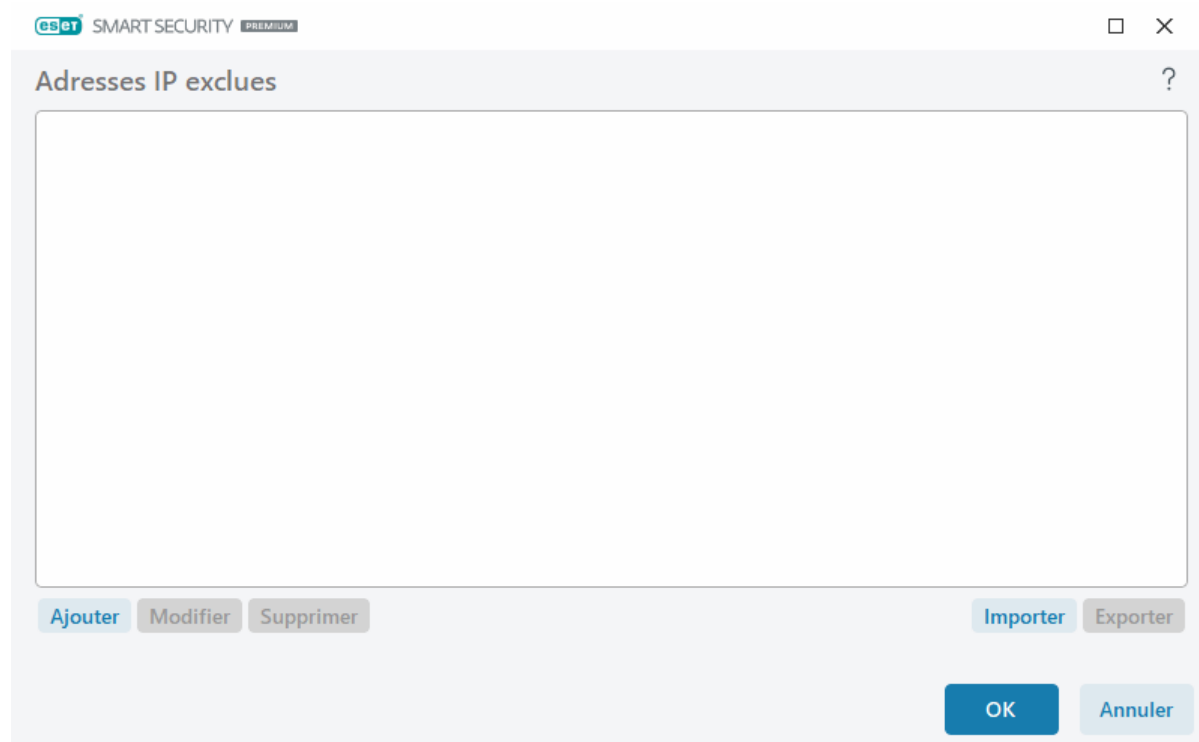 eset SMART SECURITY PREMIUM
Adresses IP exclues ?
Ajouter Modifier Supprimer Importer Exporter
OK Annuler